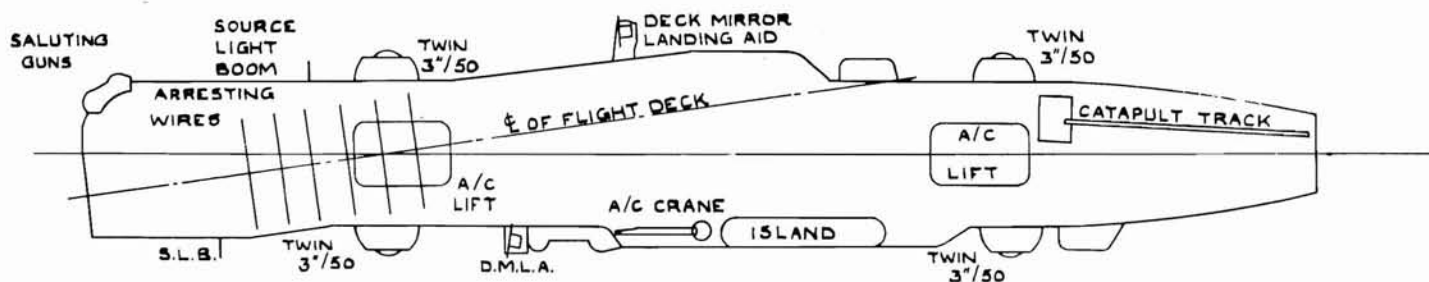 SALUTING
GUNS
SOURCE
LIGHT
BOOM
TWIN
3"/50
DECK MIRROR
LANDING AID
TWIN
3"/50
ARRESTING
WIRES
℄ OF FLIGHT DECK
CATAPULT TRACK
A/C
LIFT
A/C
LIFT
A/C CRANE
ISLAND
S.L.B.
TWIN
3"/50
D.M.L.A.
TWIN
3"/50